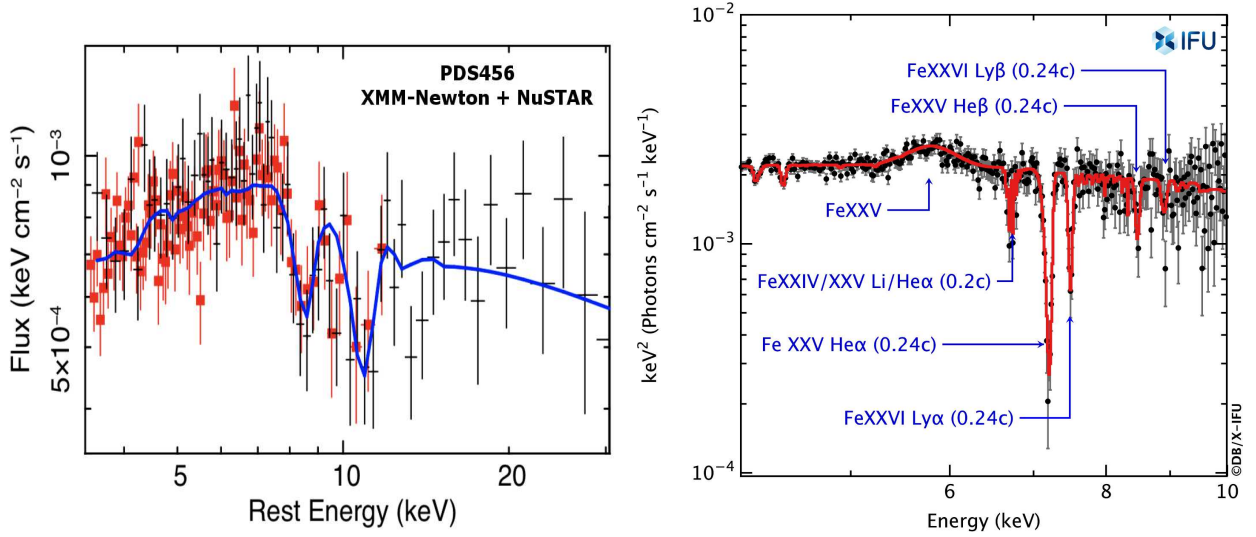 PDS456
XMM-Newton + NuSTAR
Flux (keV cm⁻² s⁻¹)
10⁻³
5×10⁻⁴
5
10
20
Rest Energy (keV)
IFU
10⁻²
10⁻³
10⁻⁴
keV² (Photons cm⁻² s⁻¹ keV⁻¹)
FeXXVI Lyβ (0.24c)
FeXXV Heβ (0.24c)
FeXXV
FeXXIV/XXV Li/Heα (0.2c)
Fe XXV Heα (0.24c)
FeXXVI Lyα (0.24c)
6
8
10
Energy (keV)
©DB/X-IFU